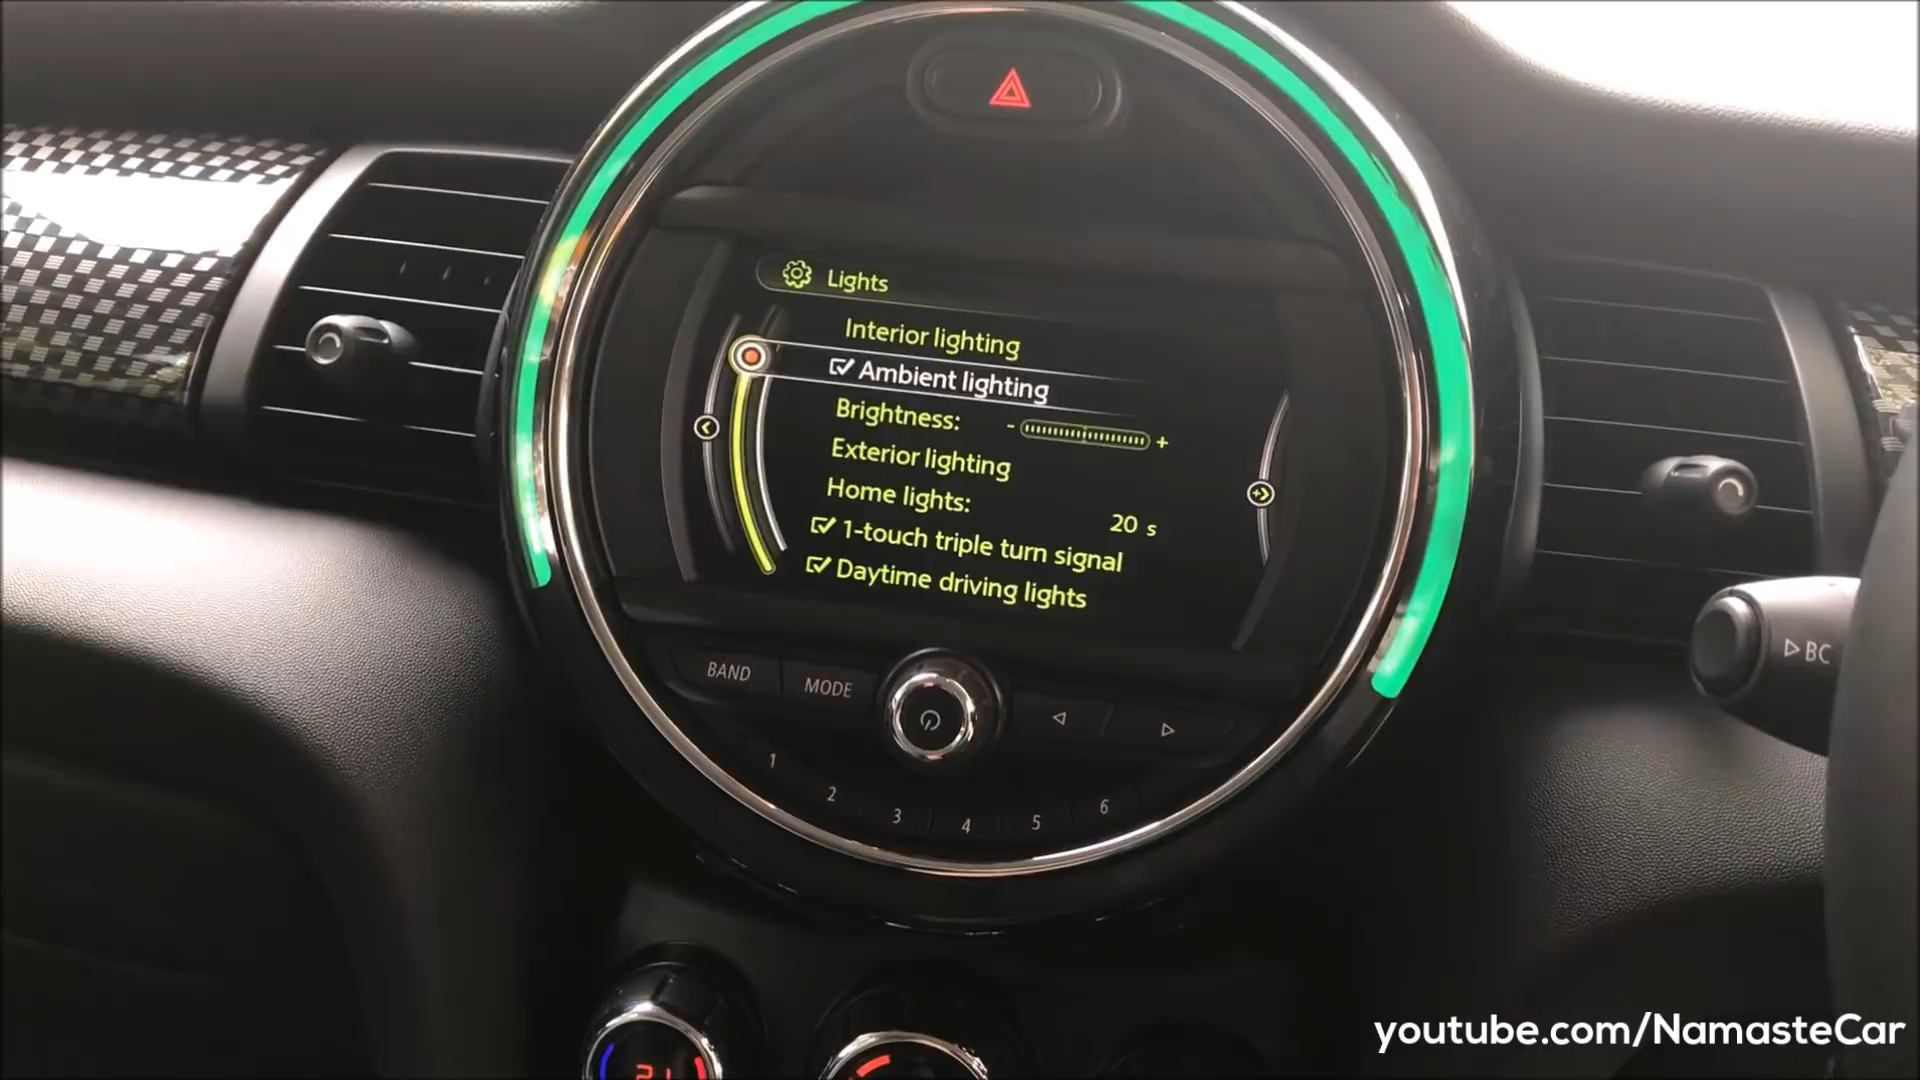 Lights
Interior lighting
Ambient lighting
Brightness: - +
Exterior lighting
Home lights: 20 s
1-touch triple turn signal
Daytime driving lights
BAND
MODE
1
2
3
4
5
6
BC
youtube.com/NamasteCar